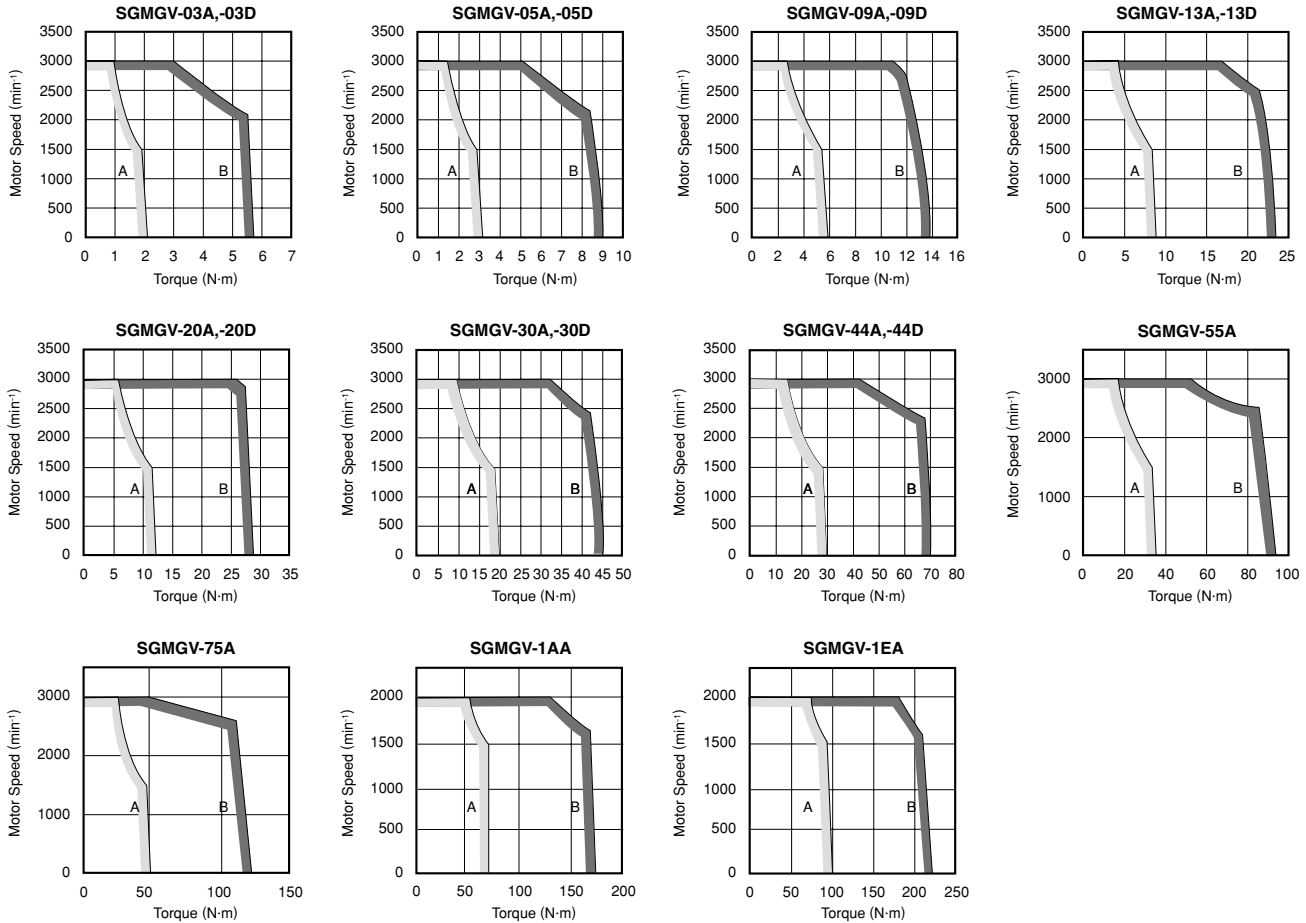 SGMGV-03A,-03D
3500
3000
2500
2000
1500
1000
500
0
Motor Speed (min⁻¹)
A
B
0 1 2 3 4 5 6 7
Torque (N·m)
SGMGV-05A,-05D
3500
3000
2500
2000
1500
1000
500
0
Motor Speed (min⁻¹)
A
B
0 1 2 3 4 5 6 7 8 9 10
Torque (N·m)
SGMGV-09A,-09D
3500
3000
2500
2000
1500
1000
500
0
Motor Speed (min⁻¹)
A
B
0 2 4 6 8 10 12 14 16
Torque (N·m)
SGMGV-13A,-13D
3500
3000
2500
2000
1500
1000
500
0
Motor Speed (min⁻¹)
A
B
0 5 10 15 20 25
Torque (N·m)
SGMGV-20A,-20D
3500
3000
2500
2000
1500
1000
500
0
Motor Speed (min⁻¹)
A
B
0 5 10 15 20 25 30 35
Torque (N·m)
SGMGV-30A,-30D
3500
3000
2500
2000
1500
1000
500
0
Motor Speed (min⁻¹)
A
B
0 5 10 15 20 25 30 35 40 45 50
Torque (N·m)
SGMGV-44A,-44D
3500
3000
2500
2000
1500
1000
500
0
Motor Speed (min⁻¹)
A
B
0 10 20 30 40 50 60 70 80
Torque (N·m)
SGMGV-55A
3000
2000
1000
0
Motor Speed (min⁻¹)
A
B
0 20 40 60 80 100
Torque (N·m)
SGMGV-75A
3000
2000
1000
0
Motor Speed (min⁻¹)
A
B
0 50 100 150
Torque (N·m)
SGMGV-1AA
2000
1500
1000
500
0
Motor Speed (min⁻¹)
A
B
0 50 100 150 200
Torque (N·m)
SGMGV-1EA
2000
1500
1000
500
0
Motor Speed (min⁻¹)
A
B
0 50 100 150 200 250
Torque (N·m)